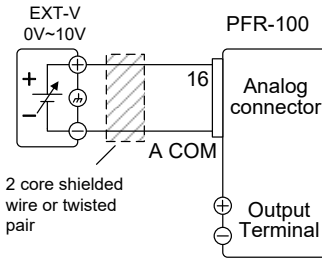 EXT-V
0V~10V
PFR-100
+
−
16
Analog
connector
A COM
2 core shielded
wire or twisted
pair
Output
Terminal
+
−